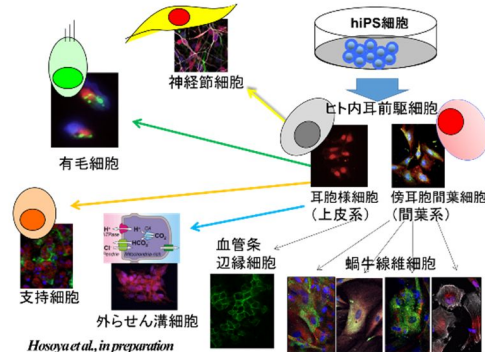 hiPS細胞
神経節細胞
ヒト内耳前駆細胞
有毛細胞
耳胞様細胞
(上皮系)
傍耳胞間葉細胞
(間葉系)
H⁺
CO₂
HCO₃⁻
Cl⁻
血管条
辺縁細胞
蝸牛線維細胞
支持細胞
外らせん溝細胞
Hosoya et al., in preparation